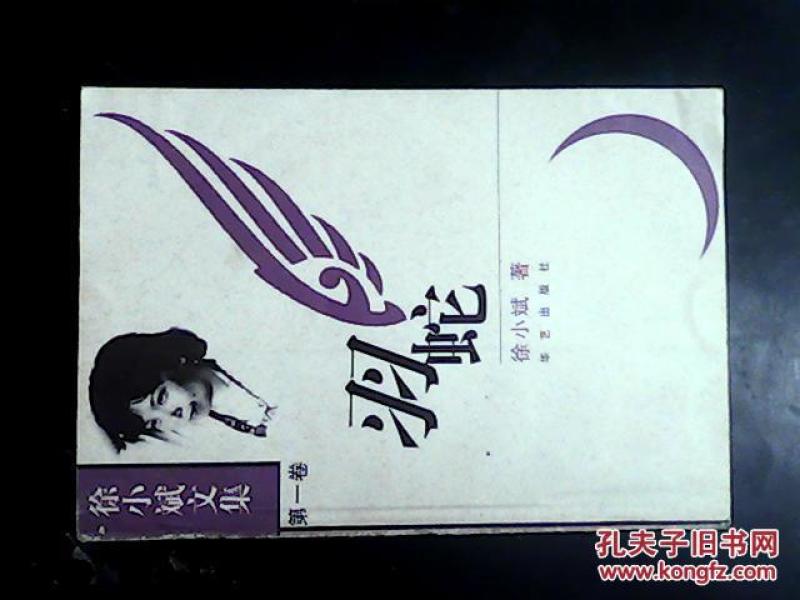 徐小斌文集
第一卷
羽蛇
徐小斌 著
华艺出版社
孔夫子旧书网
www.kongfz.com